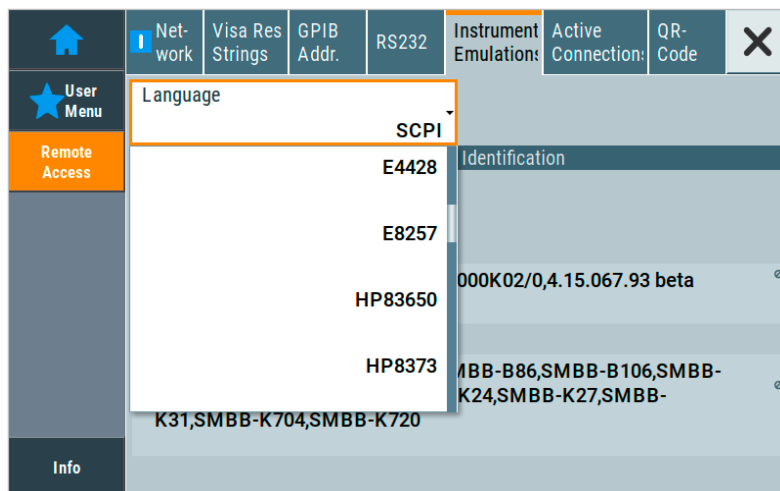 Net-
work
Visa Res
Strings
GPIB
Addr.
RS232
Instrument
Emulations
Active
Connection
QR-
Code
User
Menu
Remote
Access
Info
Language
SCPI
E4428
E8257
HP83650
HP8373
Identification
000K02/0,4.15.067.93 beta
MBB-B86,SMBB-B106,SMBB-
K24,SMBB-K27,SMBB-
K31,SMBB-K704,SMBB-K720